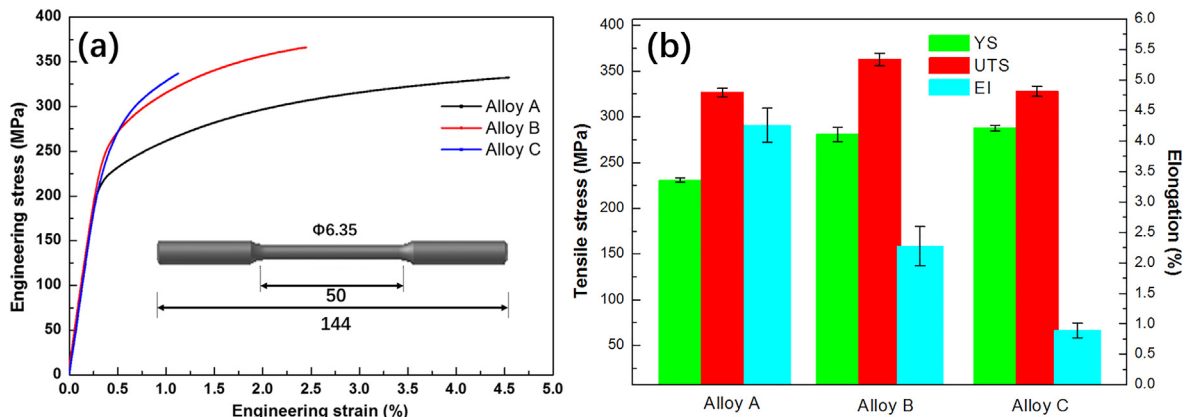 (a)
400
350
300
250
200
150
100
50
0
Engineering stress (MPa)
0.0 0.5 1.0 1.5 2.0 2.5 3.0 3.5 4.0 4.5 5.0
Engineering strain (%)
Alloy A
Alloy B
Alloy C
Φ6.35
50
144
(b)
400
350
300
250
200
150
100
50
Tensile stress (MPa)
YS
UTS
EI
6.0
5.5
5.0
4.5
4.0
3.5
3.0
2.5
2.0
1.5
1.0
0.5
0.0
Elongation (%)
Alloy A Alloy B Alloy C